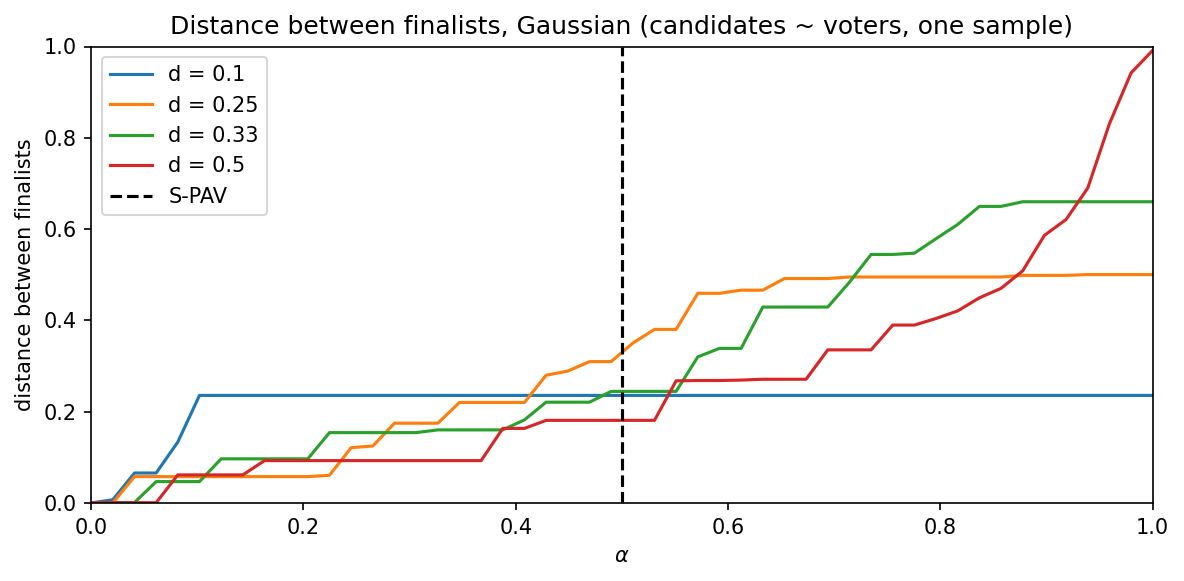 Distance between finalists, Gaussian (candidates ~ voters, one sample)
distance between finalists
1.0
0.8
0.6
0.4
0.2
0.0
d = 0.1
d = 0.25
d = 0.33
d = 0.5
S-PAV
0.0 0.2 0.4 0.6 0.8 1.0
α